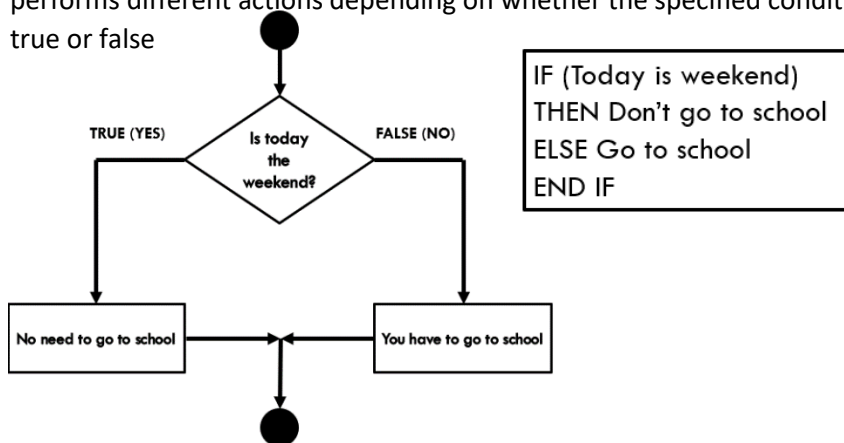 performs different actions depending on whether the specified condit
true or false
IF (Today is weekend)
THEN Don't go to school
ELSE Go to school
END IF
TRUE (YES)
Is today
the
weekend?
FALSE (NO)
No need to go to school
You have to go to school